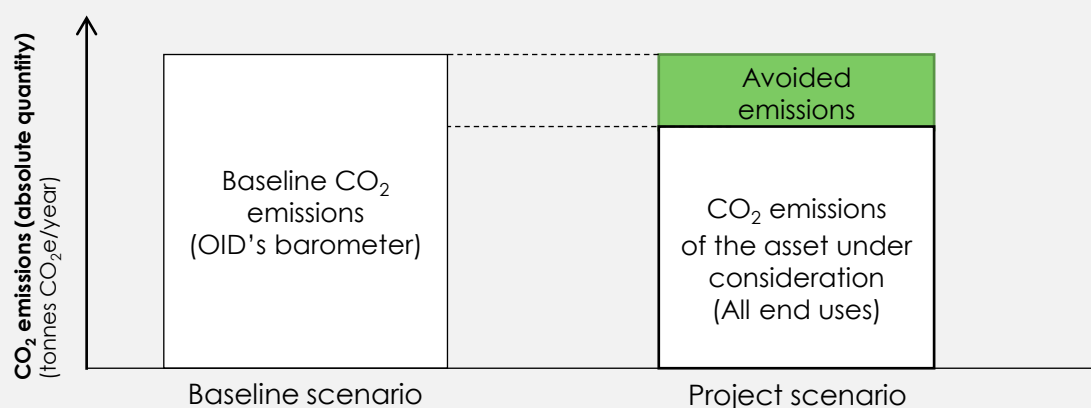 CO₂ emissions (absolute quantity)
(tonnes CO₂e/year)
Baseline CO₂
emissions
(OID's barometer)
Avoided
emissions
CO₂ emissions
of the asset under
consideration
(All end uses)
Baseline scenario
Project scenario